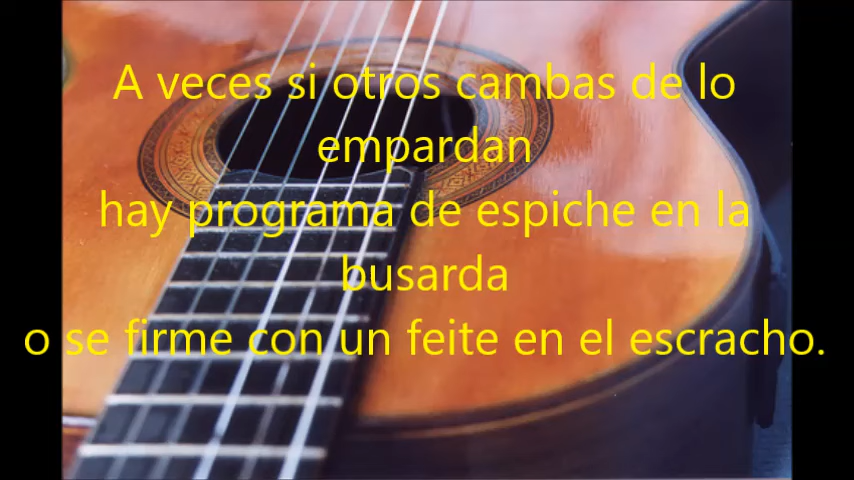 A veces si otros cambas de lo
empardan
hay programa de espiche en la
busarda
o se firme con un feite en el escracho.